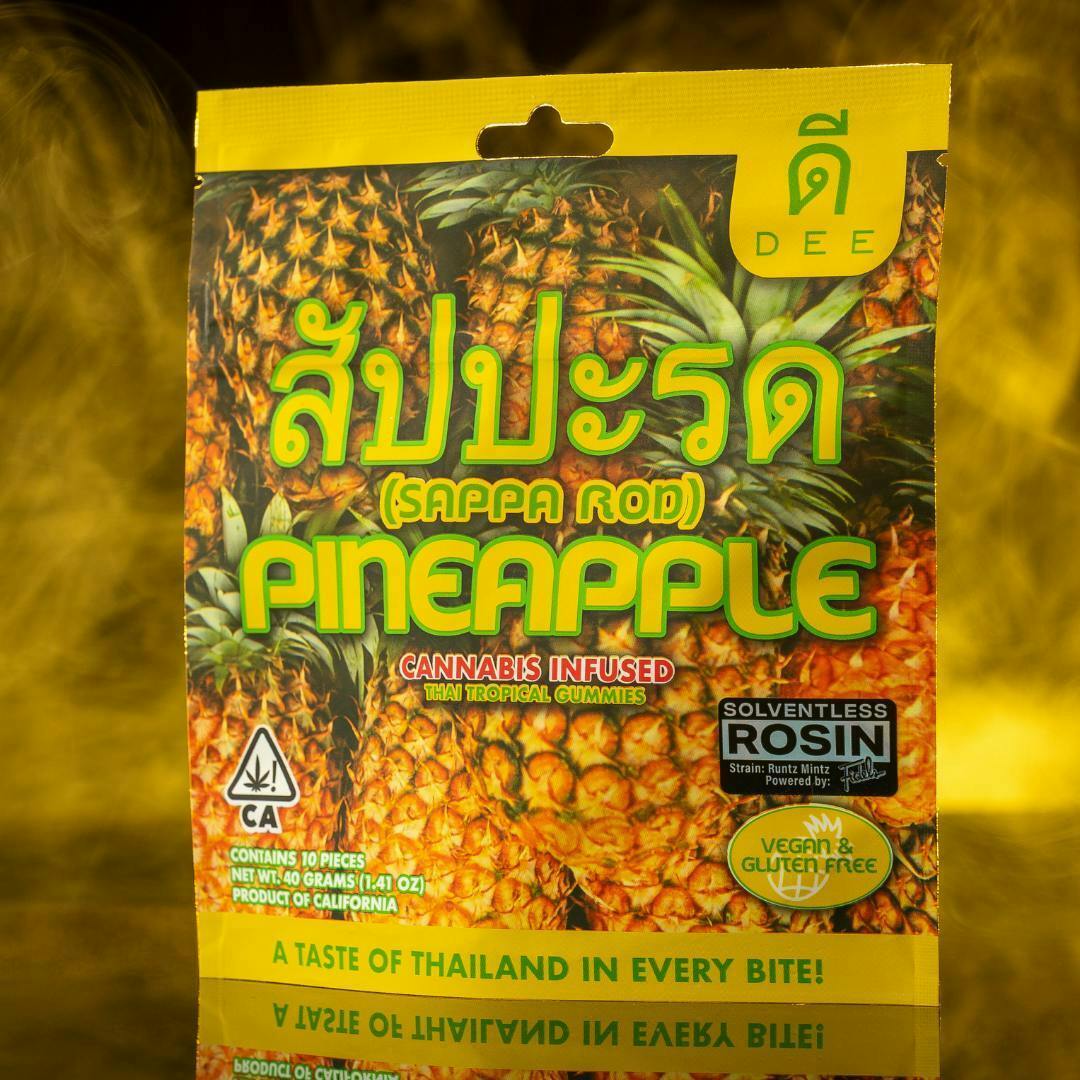 ดี
DEE
สัปปะรด
(SAPPA ROD)
PINEAPPLE
CANNABIS INFUSED
THAI TROPICAL GUMMIES
SOLVENTLESS
ROSIN
Strain: Runtz Mintz
Powered by:
CA
VEGAN &
GLUTEN FREE
CONTAINS 10 PIECES
NET WT. 40 GRAMS (1.41 OZ)
PRODUCT OF CALIFORNIA
A TASTE OF THAILAND IN EVERY BITE!